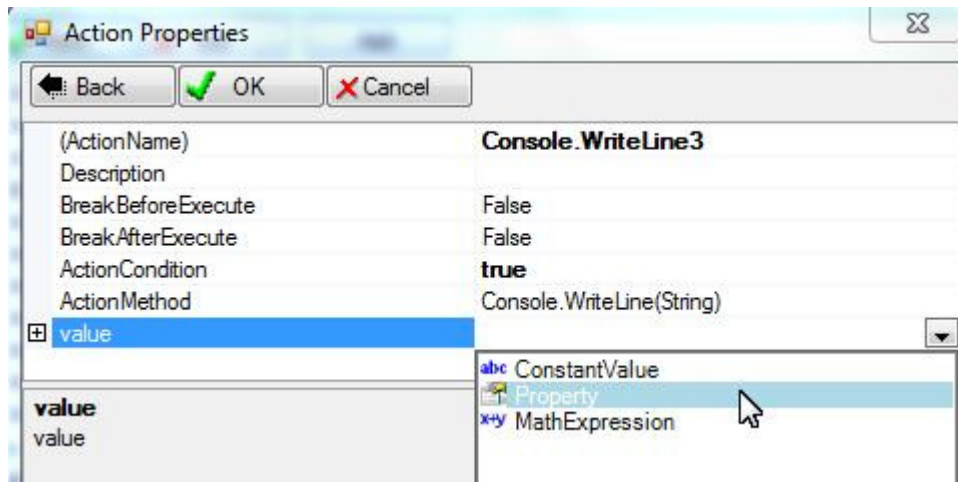 Action Properties
Back OK Cancel
(ActionName) Console.WriteLine3
Description
BreakBeforeExecute False
BreakAfterExecute False
ActionCondition true
ActionMethod Console.WriteLine(String)
value
abc ConstantValue
Property
x+y MathExpression
value
value